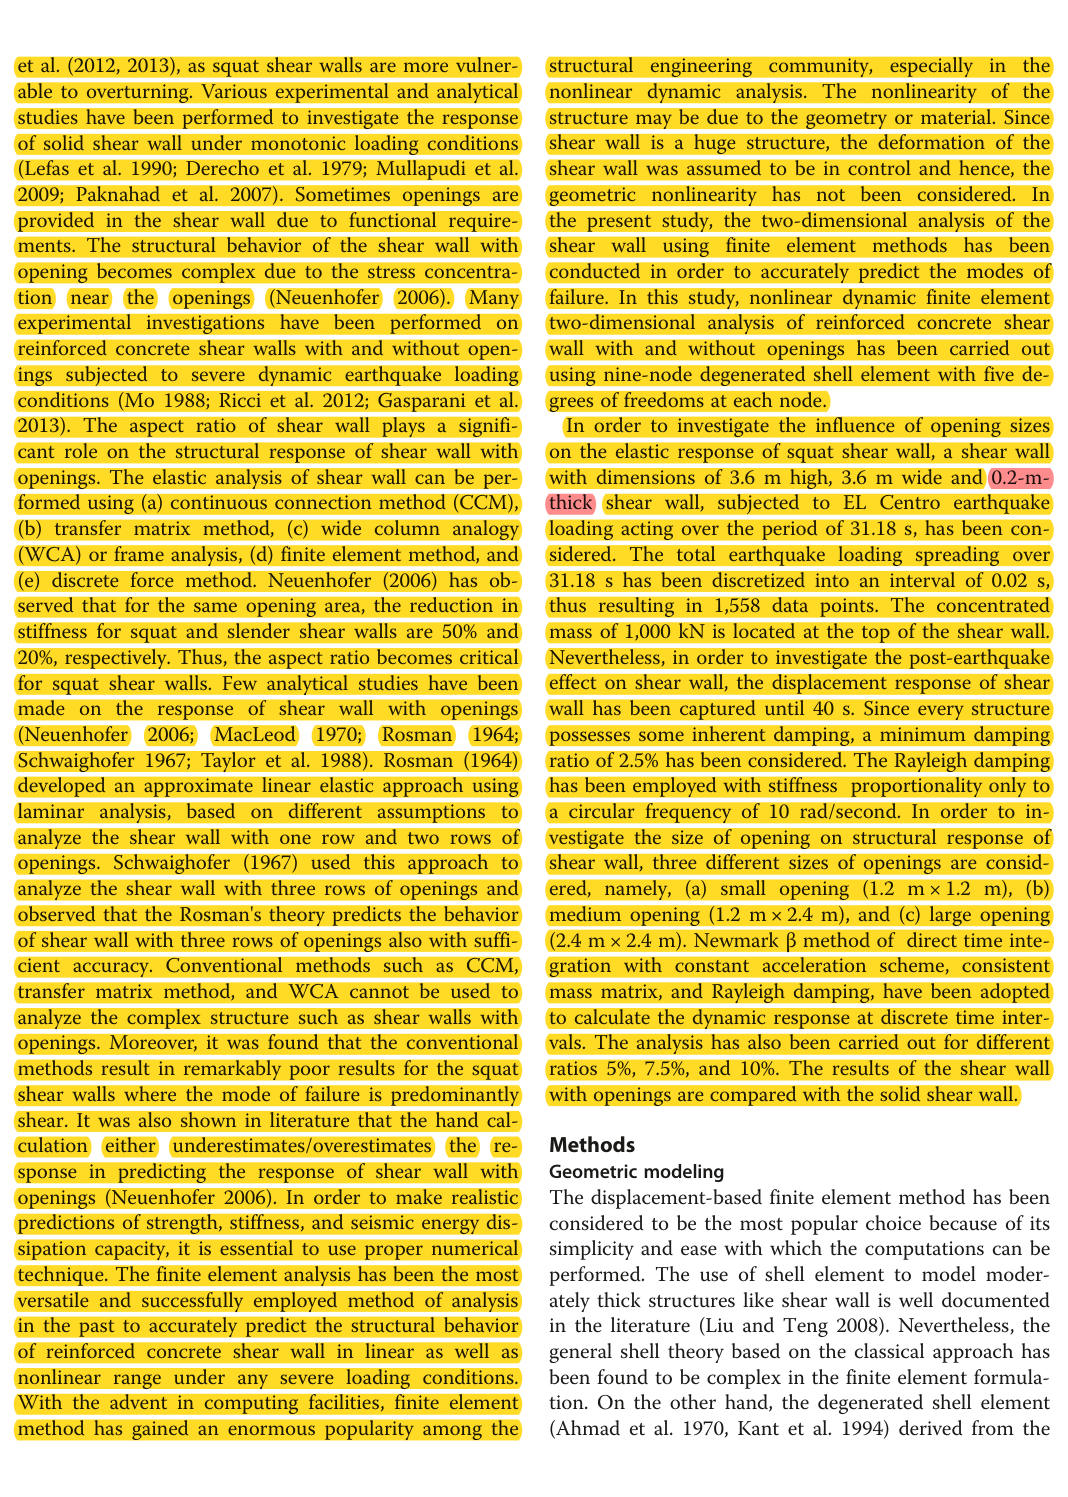 et al. (2012, 2013), as squat shear walls are more vulner-
able to overturning. Various experimental and analytical
studies have been performed to investigate the response
of solid shear wall under monotonic loading conditions
(Lefas et al. 1990; Derecho et al. 1979; Mullapudi et al.
2009; Paknahad et al. 2007). Sometimes openings are
provided in the shear wall due to functional require-
ments. The structural behavior of the shear wall with
opening becomes complex due to the stress concentra-
tion near the openings (Neuenhofer 2006). Many
experimental investigations have been performed on
reinforced concrete shear walls with and without open-
ings subjected to severe dynamic earthquake loading
conditions (Mo 1988; Ricci et al. 2012; Gasparani et al.
2013). The aspect ratio of shear wall plays a signifi-
cant role on the structural response of shear wall with
openings. The elastic analysis of shear wall can be per-
formed using (a) continuous connection method (CCM),
(b) transfer matrix method, (c) wide column analogy
(WCA) or frame analysis, (d) finite element method, and
(e) discrete force method. Neuenhofer (2006) has ob-
served that for the same opening area, the reduction in
stiffness for squat and slender shear walls are 50% and
20%, respectively. Thus, the aspect ratio becomes critical
for squat shear walls. Few analytical studies have been
made on the response of shear wall with openings
(Neuenhofer 2006; MacLeod 1970; Rosman 1964;
Schwaighofer 1967; Taylor et al. 1988). Rosman (1964)
developed an approximate linear elastic approach using
laminar analysis, based on different assumptions to
analyze the shear wall with one row and two rows of
openings. Schwaighofer (1967) used this approach to
analyze the shear wall with three rows of openings and
observed that the Rosman's theory predicts the behavior
of shear wall with three rows of openings also with suffi-
cient accuracy. Conventional methods such as CCM,
transfer matrix method, and WCA cannot be used to
analyze the complex structure such as shear walls with
openings. Moreover, it was found that the conventional
methods result in remarkably poor results for the squat
shear walls where the mode of failure is predominantly
shear. It was also shown in literature that the hand cal-
culation either underestimates/overestimates the re-
sponse in predicting the response of shear wall with
openings (Neuenhofer 2006). In order to make realistic
predictions of strength, stiffness, and seismic energy dis-
sipation capacity, it is essential to use proper numerical
technique. The finite element analysis has been the most
versatile and successfully employed method of analysis
in the past to accurately predict the structural behavior
of reinforced concrete shear wall in linear as well as
nonlinear range under any severe loading conditions.
With the advent in computing facilities, finite element
method has gained an enormous popularity among the
structural engineering community, especially in the
nonlinear dynamic analysis. The nonlinearity of the
structure may be due to the geometry or material. Since
shear wall is a huge structure, the deformation of the
shear wall was assumed to be in control and hence, the
geometric nonlinearity has not been considered. In
the present study, the two-dimensional analysis of the
shear wall using finite element methods has been
conducted in order to accurately predict the modes of
failure. In this study, nonlinear dynamic finite element
two-dimensional analysis of reinforced concrete shear
wall with and without openings has been carried out
using nine-node degenerated shell element with five de-
grees of freedoms at each node.
In order to investigate the influence of opening sizes
on the elastic response of squat shear wall, a shear wall
with dimensions of 3.6 m high, 3.6 m wide and 0.2-m-
thick shear wall, subjected to EL Centro earthquake
loading acting over the period of 31.18 s, has been con-
sidered. The total earthquake loading spreading over
31.18 s has been discretized into an interval of 0.02 s,
thus resulting in 1,558 data points. The concentrated
mass of 1,000 kN is located at the top of the shear wall.
Nevertheless, in order to investigate the post-earthquake
effect on shear wall, the displacement response of shear
wall has been captured until 40 s. Since every structure
possesses some inherent damping, a minimum damping
ratio of 2.5% has been considered. The Rayleigh damping
has been employed with stiffness proportionality only to
a circular frequency of 10 rad/second. In order to in-
vestigate the size of opening on structural response of
shear wall, three different sizes of openings are consid-
ered, namely, (a) small opening (1.2 m × 1.2 m), (b)
medium opening (1.2 m × 2.4 m), and (c) large opening
(2.4 m × 2.4 m). Newmark β method of direct time inte-
gration with constant acceleration scheme, consistent
mass matrix, and Rayleigh damping, have been adopted
to calculate the dynamic response at discrete time inter-
vals. The analysis has also been carried out for different
ratios 5%, 7.5%, and 10%. The results of the shear wall
with openings are compared with the solid shear wall.
Methods
Geometric modeling
The displacement-based finite element method has been
considered to be the most popular choice because of its
simplicity and ease with which the computations can be
performed. The use of shell element to model moder-
ately thick structures like shear wall is well documented
in the literature (Liu and Teng 2008). Nevertheless, the
general shell theory based on the classical approach has
been found to be complex in the finite element formula-
tion. On the other hand, the degenerated shell element
(Ahmad et al. 1970, Kant et al. 1994) derived from the